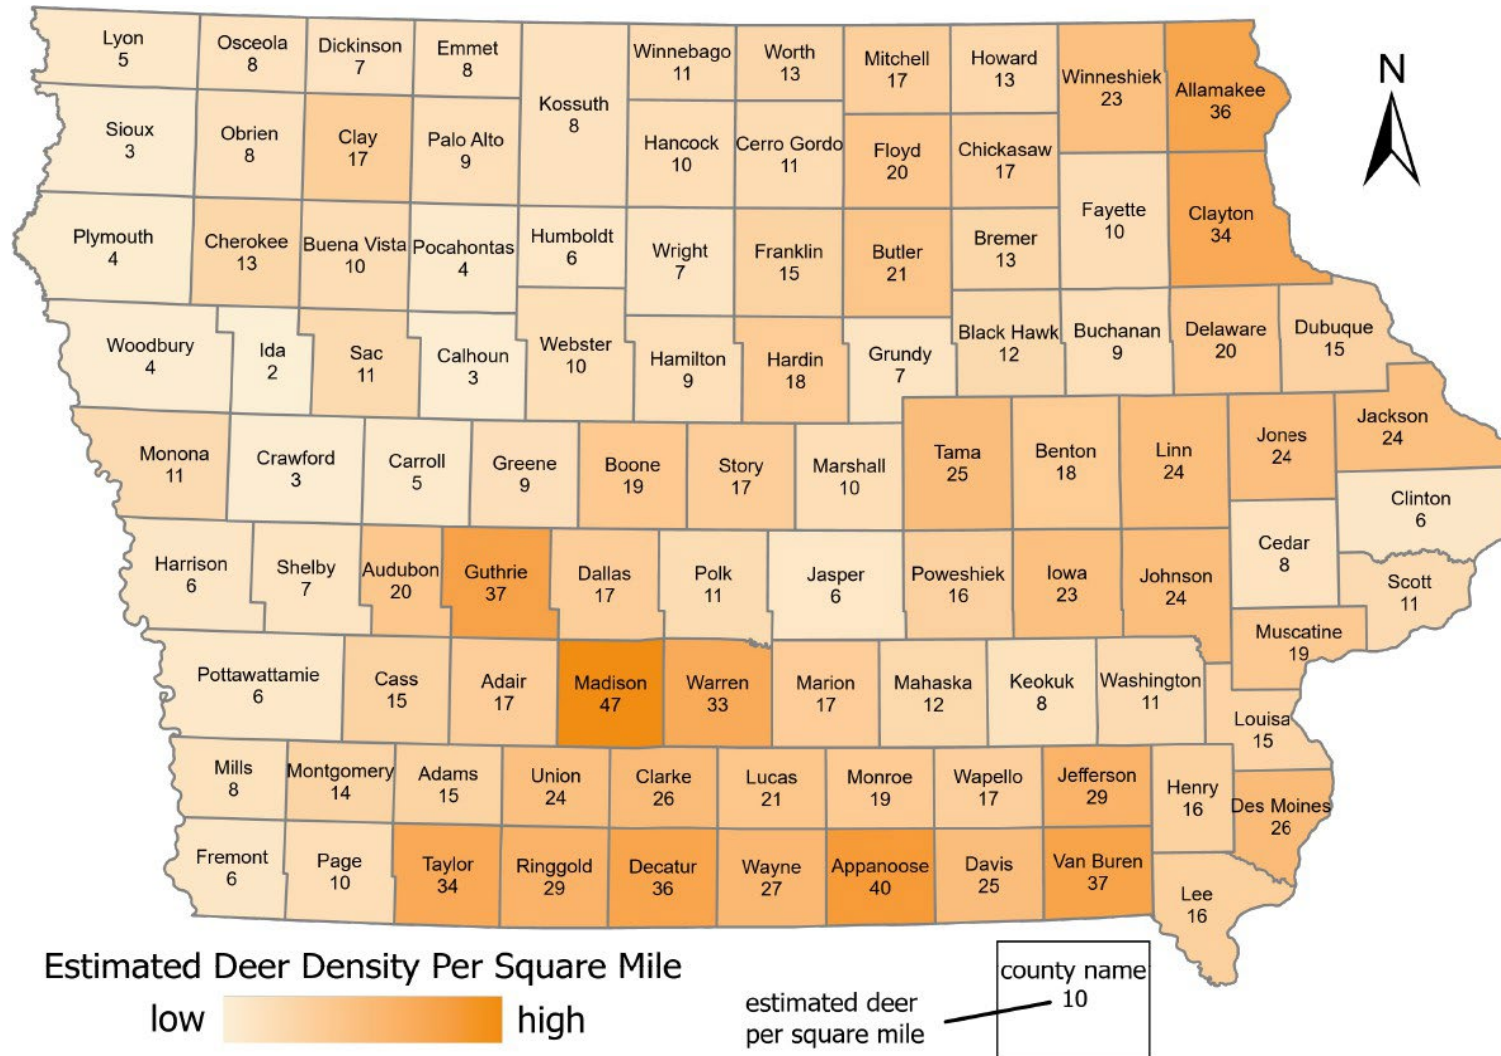 Lyon
5
Osceola
8
Dickinson
7
Emmet
8
Kossuth
8
Winnebago
11
Worth
13
Mitchell
17
Howard
13
Winneshiek
23
Allamakee
36
N
Sioux
3
Obrien
8
Clay
17
Palo Alto
9
Hancock
10
Cerro Gordo
11
Floyd
20
Chickasaw
17
Fayette
10
Clayton
34
Plymouth
4
Cherokee
13
Buena Vista
10
Pocahontas
4
Humboldt
6
Wright
7
Franklin
15
Butler
21
Bremer
13
Woodbury
4
Ida
2
Sac
11
Calhoun
3
Webster
10
Hamilton
9
Hardin
18
Grundy
7
Black Hawk
12
Buchanan
9
Delaware
20
Dubuque
15
Monona
11
Crawford
3
Carroll
5
Greene
9
Boone
19
Story
17
Marshall
10
Tama
25
Benton
18
Linn
24
Jones
24
Jackson
24
Clinton
6
Harrison
6
Shelby
7
Audubon
20
Guthrie
37
Dallas
17
Polk
11
Jasper
6
Poweshiek
16
Iowa
23
Johnson
24
Cedar
8
Scott
11
Muscatine
19
Pottawattamie
6
Cass
15
Adair
17
Madison
47
Warren
33
Marion
17
Mahaska
12
Keokuk
8
Washington
11
Louisa
15
Mills
8
Montgomery
14
Adams
15
Union
24
Clarke
26
Lucas
21
Monroe
19
Wapello
17
Jefferson
29
Henry
16
Des Moines
26
Fremont
6
Page
10
Taylor
34
Ringgold
29
Decatur
36
Wayne
27
Appanoose
40
Davis
25
Van Buren
37
Lee
16
Estimated Deer Density Per Square Mile
low
high
estimated deer
per square mile
county name
10